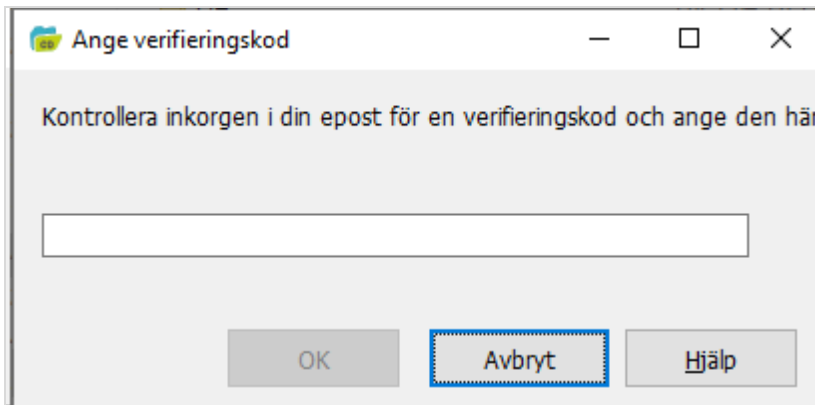 Ange verifieringskod
Kontrollera inkorgen i din epost för en verifieringskod och ange den här
OK Avbryt Hjälp